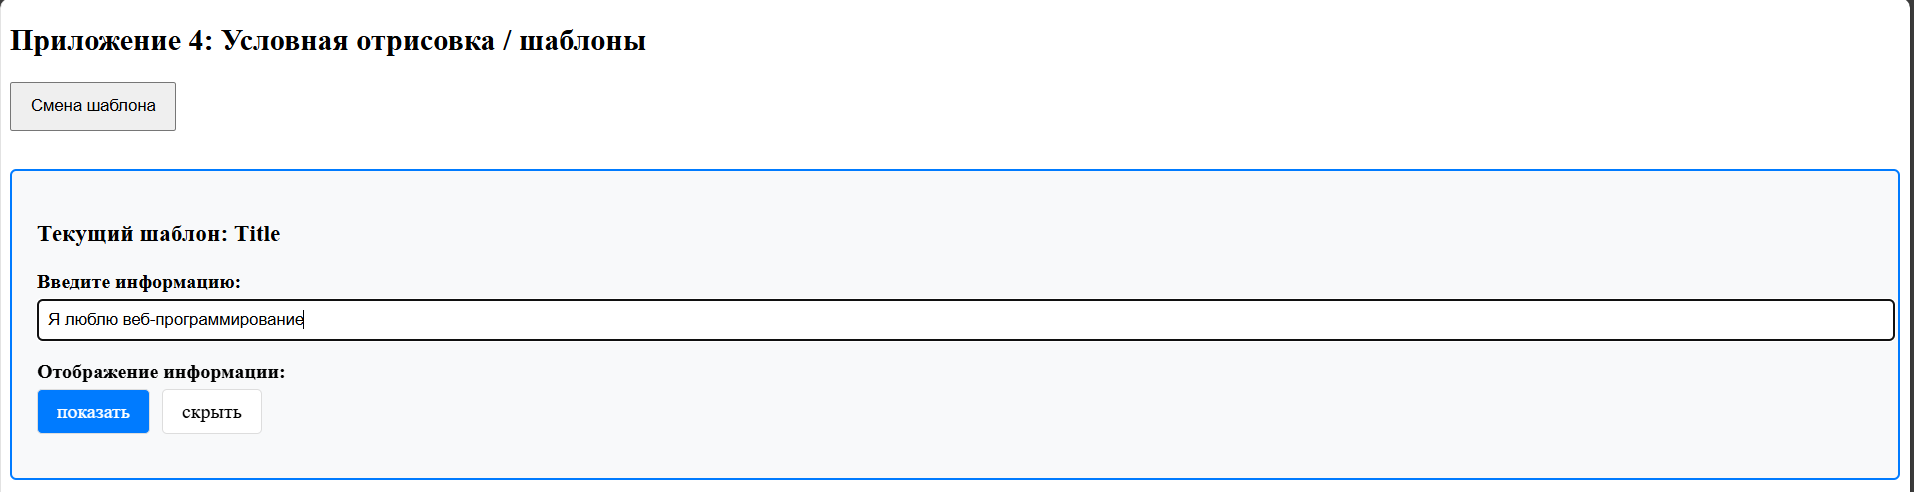 Приложение 4: Условная отрисовка / шаблоны
Смена шаблона
Текущий шаблон: Title
Введите информацию:
Я люблю веб-программирование
Отображение информации:
показать скрыть